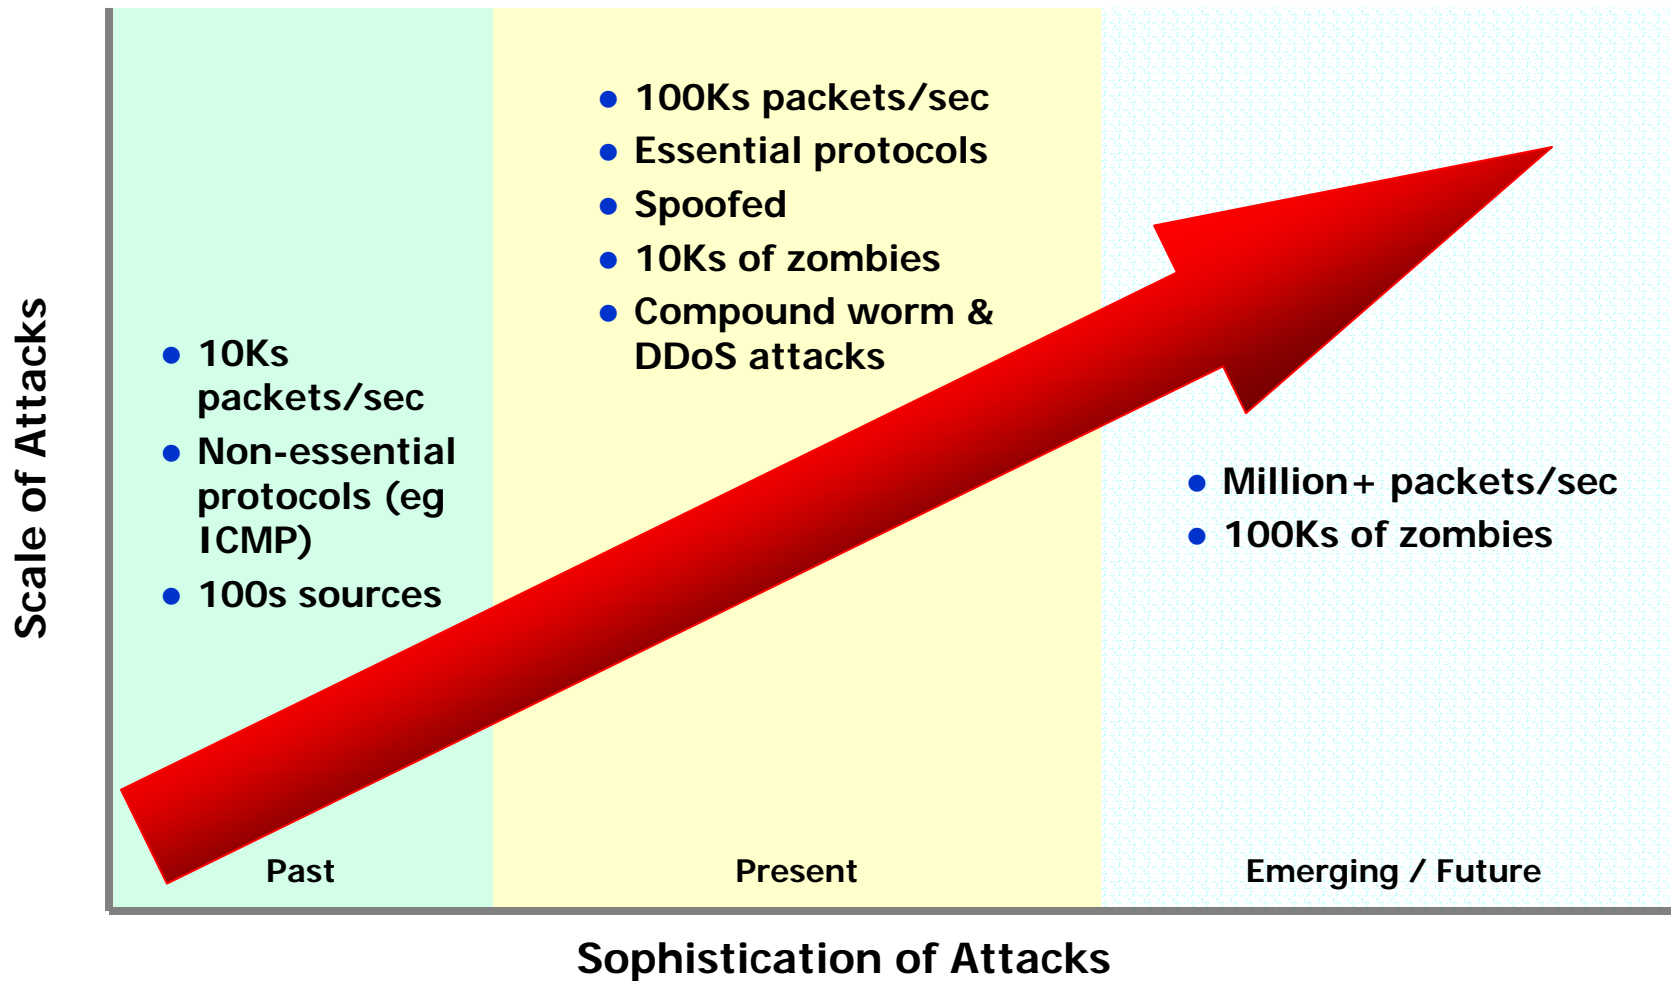 Scale of Attacks
● 10Ks
packets/sec
● Non-essential
protocols (eg
ICMP)
● 100s sources
Past
● 100Ks packets/sec
● Essential protocols
● Spoofed
● 10Ks of zombies
● Compound worm &
DDoS attacks
Present
● Million+ packets/sec
● 100Ks of zombies
Emerging / Future
Sophistication of Attacks